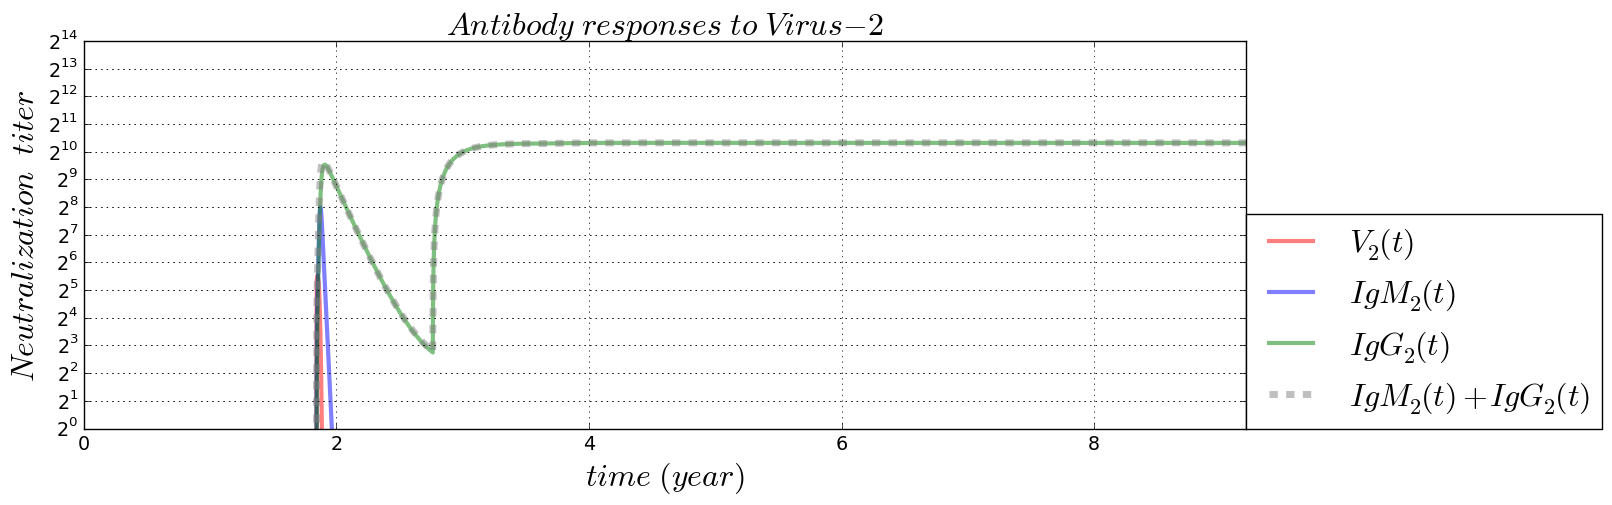 Antibody responses to Virus−2
Neutralization titer
2^14
2^13
2^12
2^11
2^10
2^9
2^8
2^7
2^6
2^5
2^4
2^3
2^2
2^1
2^0
0 2 4 6 8
time (year)
V_2(t)
IgM_2(t)
IgG_2(t)
IgM_2(t)+IgG_2(t)